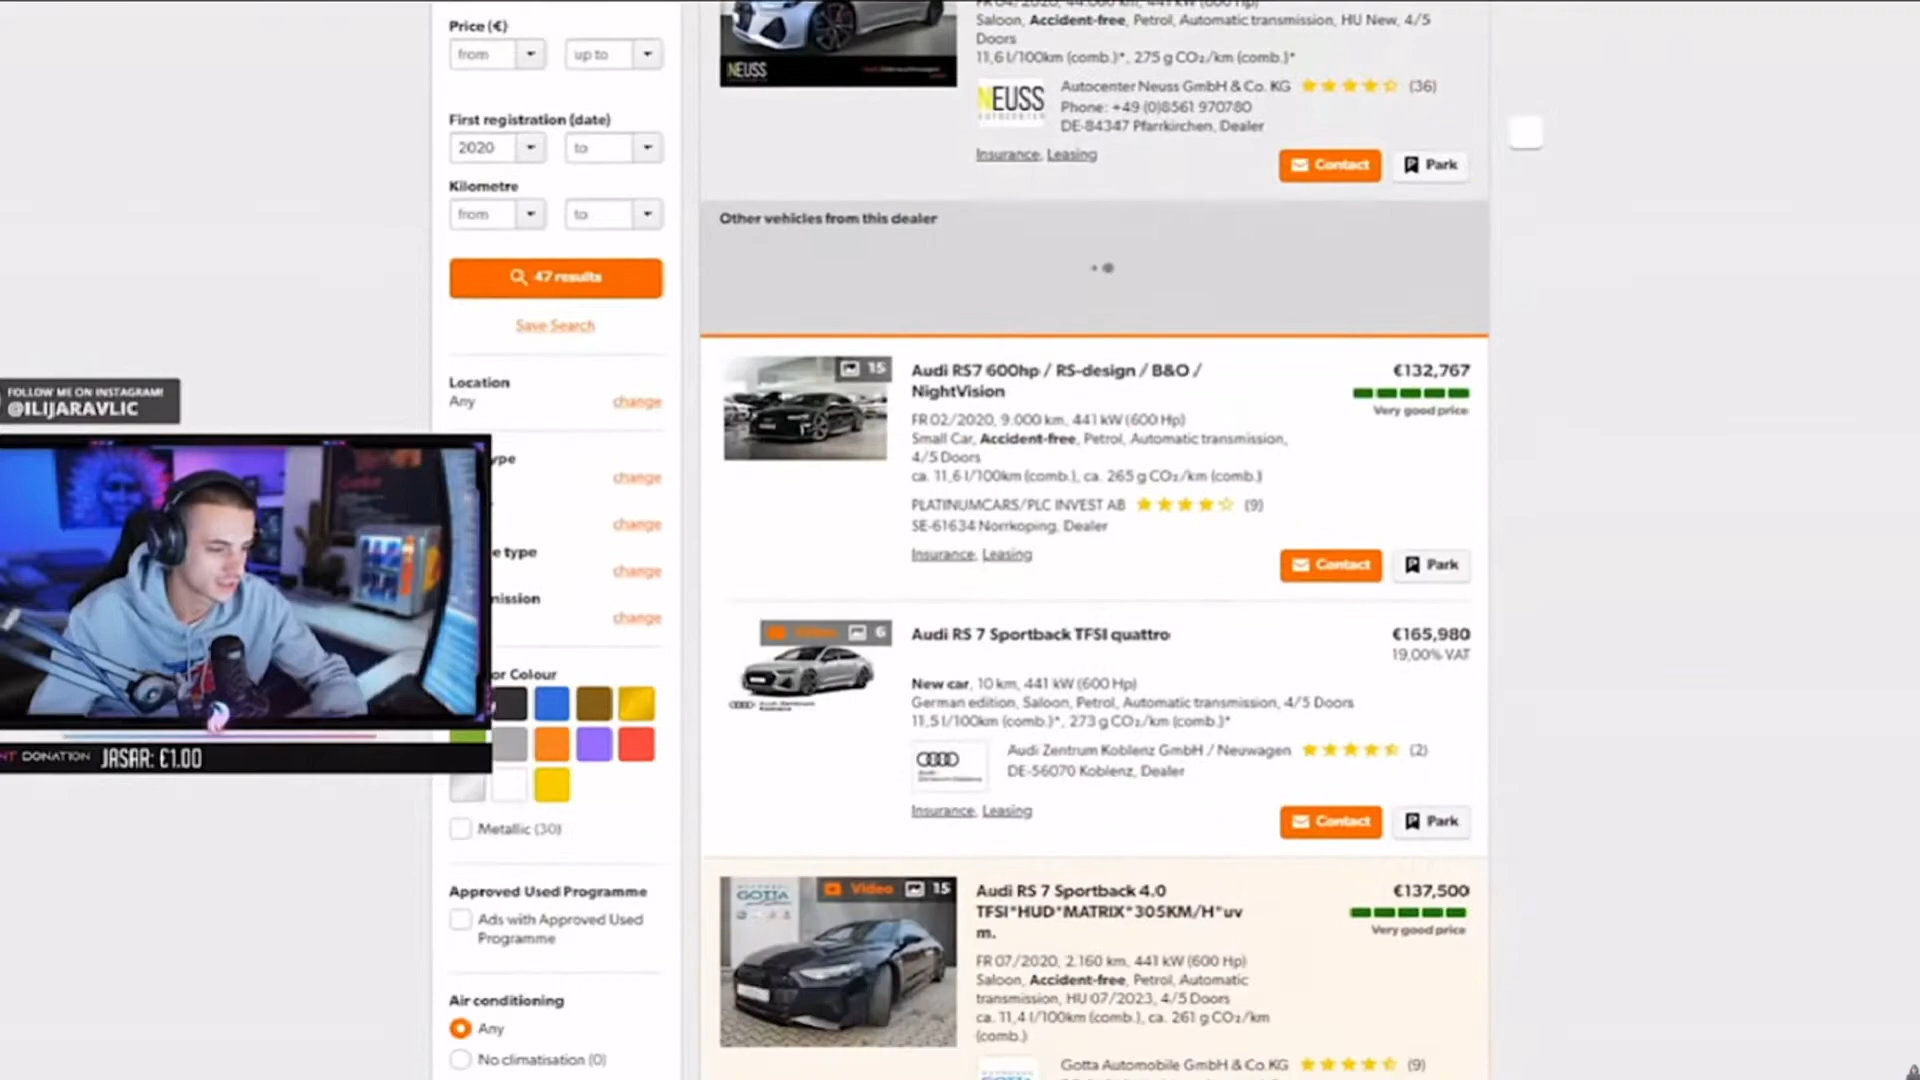 Price (€)
from
up to
First registration (date)
2020
to
Kilometre
from
to
47 results
Save Search
Location
Any
change
ype
change
change
e type
change
mission
change
or Colour
Metallic (30)
Approved Used Programme
Ads with Approved Used
Programme
Air conditioning
Any
No climatisation (0)
FOLLOW ME ON INSTAGRAM!
@ILIJARAVLIC
NT DONATION JASAR: £1.00
NEUSS
Saloon, Accident-free, Petrol, Automatic transmission, HU New, 4/5
Doors
11,6 l/100km (comb.)*, 275 g CO₂/km (comb.)*
NEUSS
AUTOCENTER
Autocenter Neuss GmbH & Co. KG (36)
Phone: +49 (0)8561 970780
DE-84347 Pfarrkirchen, Dealer
Insurance, Leasing
Contact
Park
Other vehicles from this dealer
15
Audi RS7 600hp / RS-design / B&O /
NightVision
€132,767
Very good price
FR 02/2020, 9.000 km, 441 kW (600 Hp)
Small Car, Accident-free, Petrol, Automatic transmission,
4/5 Doors
ca. 11,6 l/100km (comb.), ca. 265 g CO₂/km (comb.)
PLATINUMCARS/PLC INVEST AB (9)
SE-61634 Norrkoping, Dealer
Insurance, Leasing
Contact
Park
Video 6
Audi RS 7 Sportback TFSI quattro
€165,980
19,00% VAT
New car, 10 km, 441 kW (600 Hp)
German edition, Saloon, Petrol, Automatic transmission, 4/5 Doors
11,5 l/100km (comb.)*, 273 g CO₂/km (comb.)*
Audi Zentrum Koblenz GmbH / Neuwagen (2)
DE-56070 Koblenz, Dealer
Insurance, Leasing
Contact
Park
GOTTA
Video 15
Audi RS 7 Sportback 4.0
TFSI*HUD*MATRIX*305KM/H*uv
m.
€137,500
Very good price
FR 07/2020, 2.160 km, 441 kW (600 Hp)
Saloon, Accident-free, Petrol, Automatic
transmission, HU 07/2023, 4/5 Doors
ca. 11,4 l/100km (comb.), ca. 261 g CO₂/km
(comb.)
Gotta Automobile GmbH & Co KG (9)